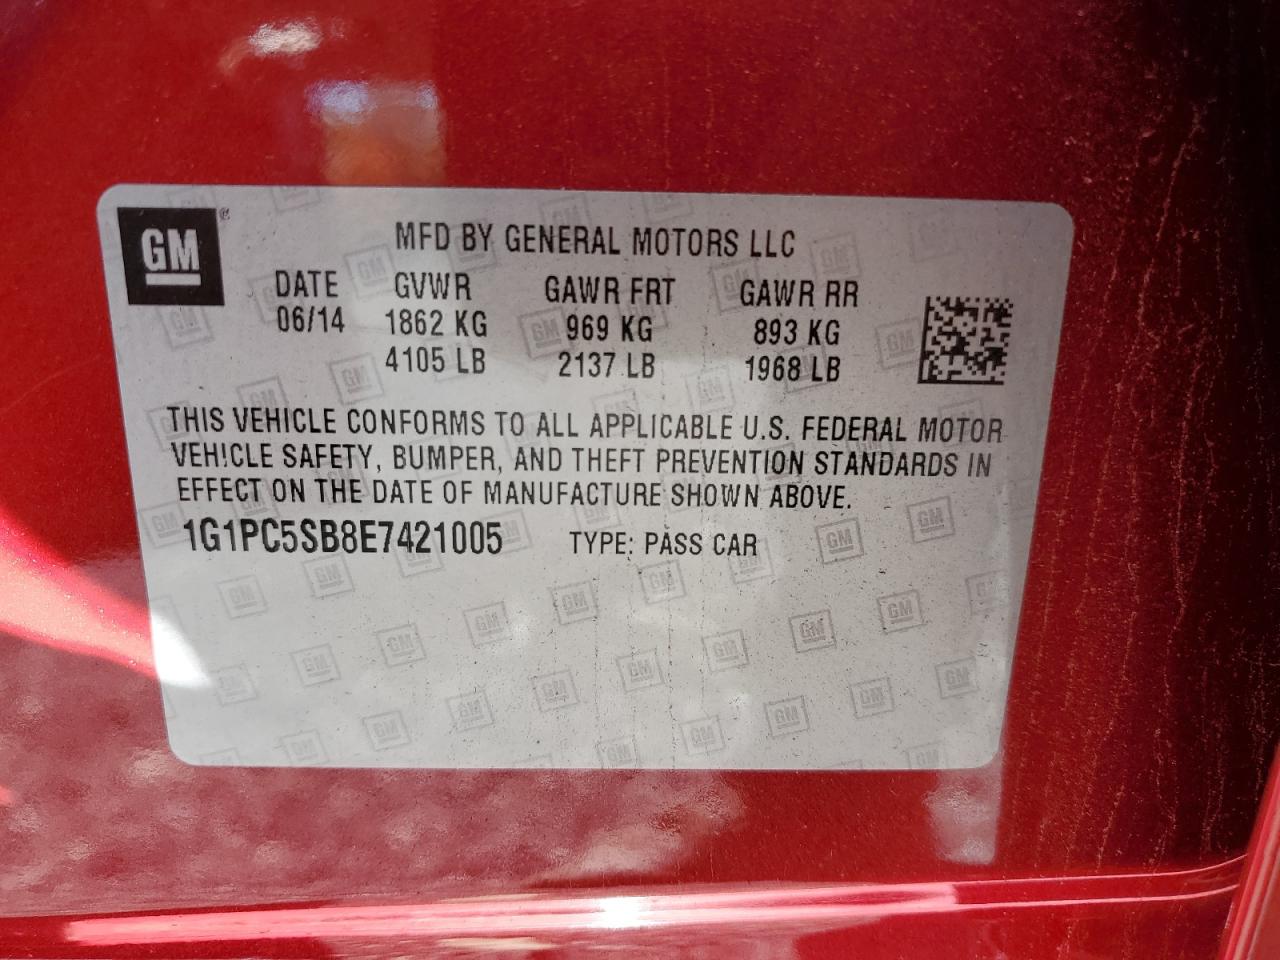 GM ®
MFD BY GENERAL MOTORS LLC
DATE GVWR GAWR FRT GAWR RR
06/14 1862 KG 969 KG 893 KG
4105 LB 2137 LB 1968 LB
THIS VEHICLE CONFORMS TO ALL APPLICABLE U.S. FEDERAL MOTOR
VEHICLE SAFETY, BUMPER, AND THEFT PREVENTION STANDARDS IN
EFFECT ON THE DATE OF MANUFACTURE SHOWN ABOVE.
1G1PC5SB8E7421005 TYPE: PASS CAR